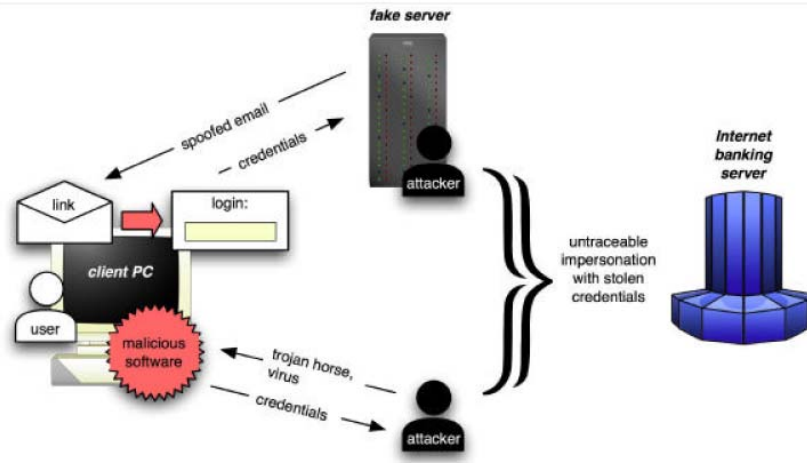 fake server
spoofed email
credentials
attacker
Internet
banking
server
link
login:
client PC
user
malicious
software
untraceable
impersonation
with stolen
credentials
trojan horse,
virus
credentials
attacker